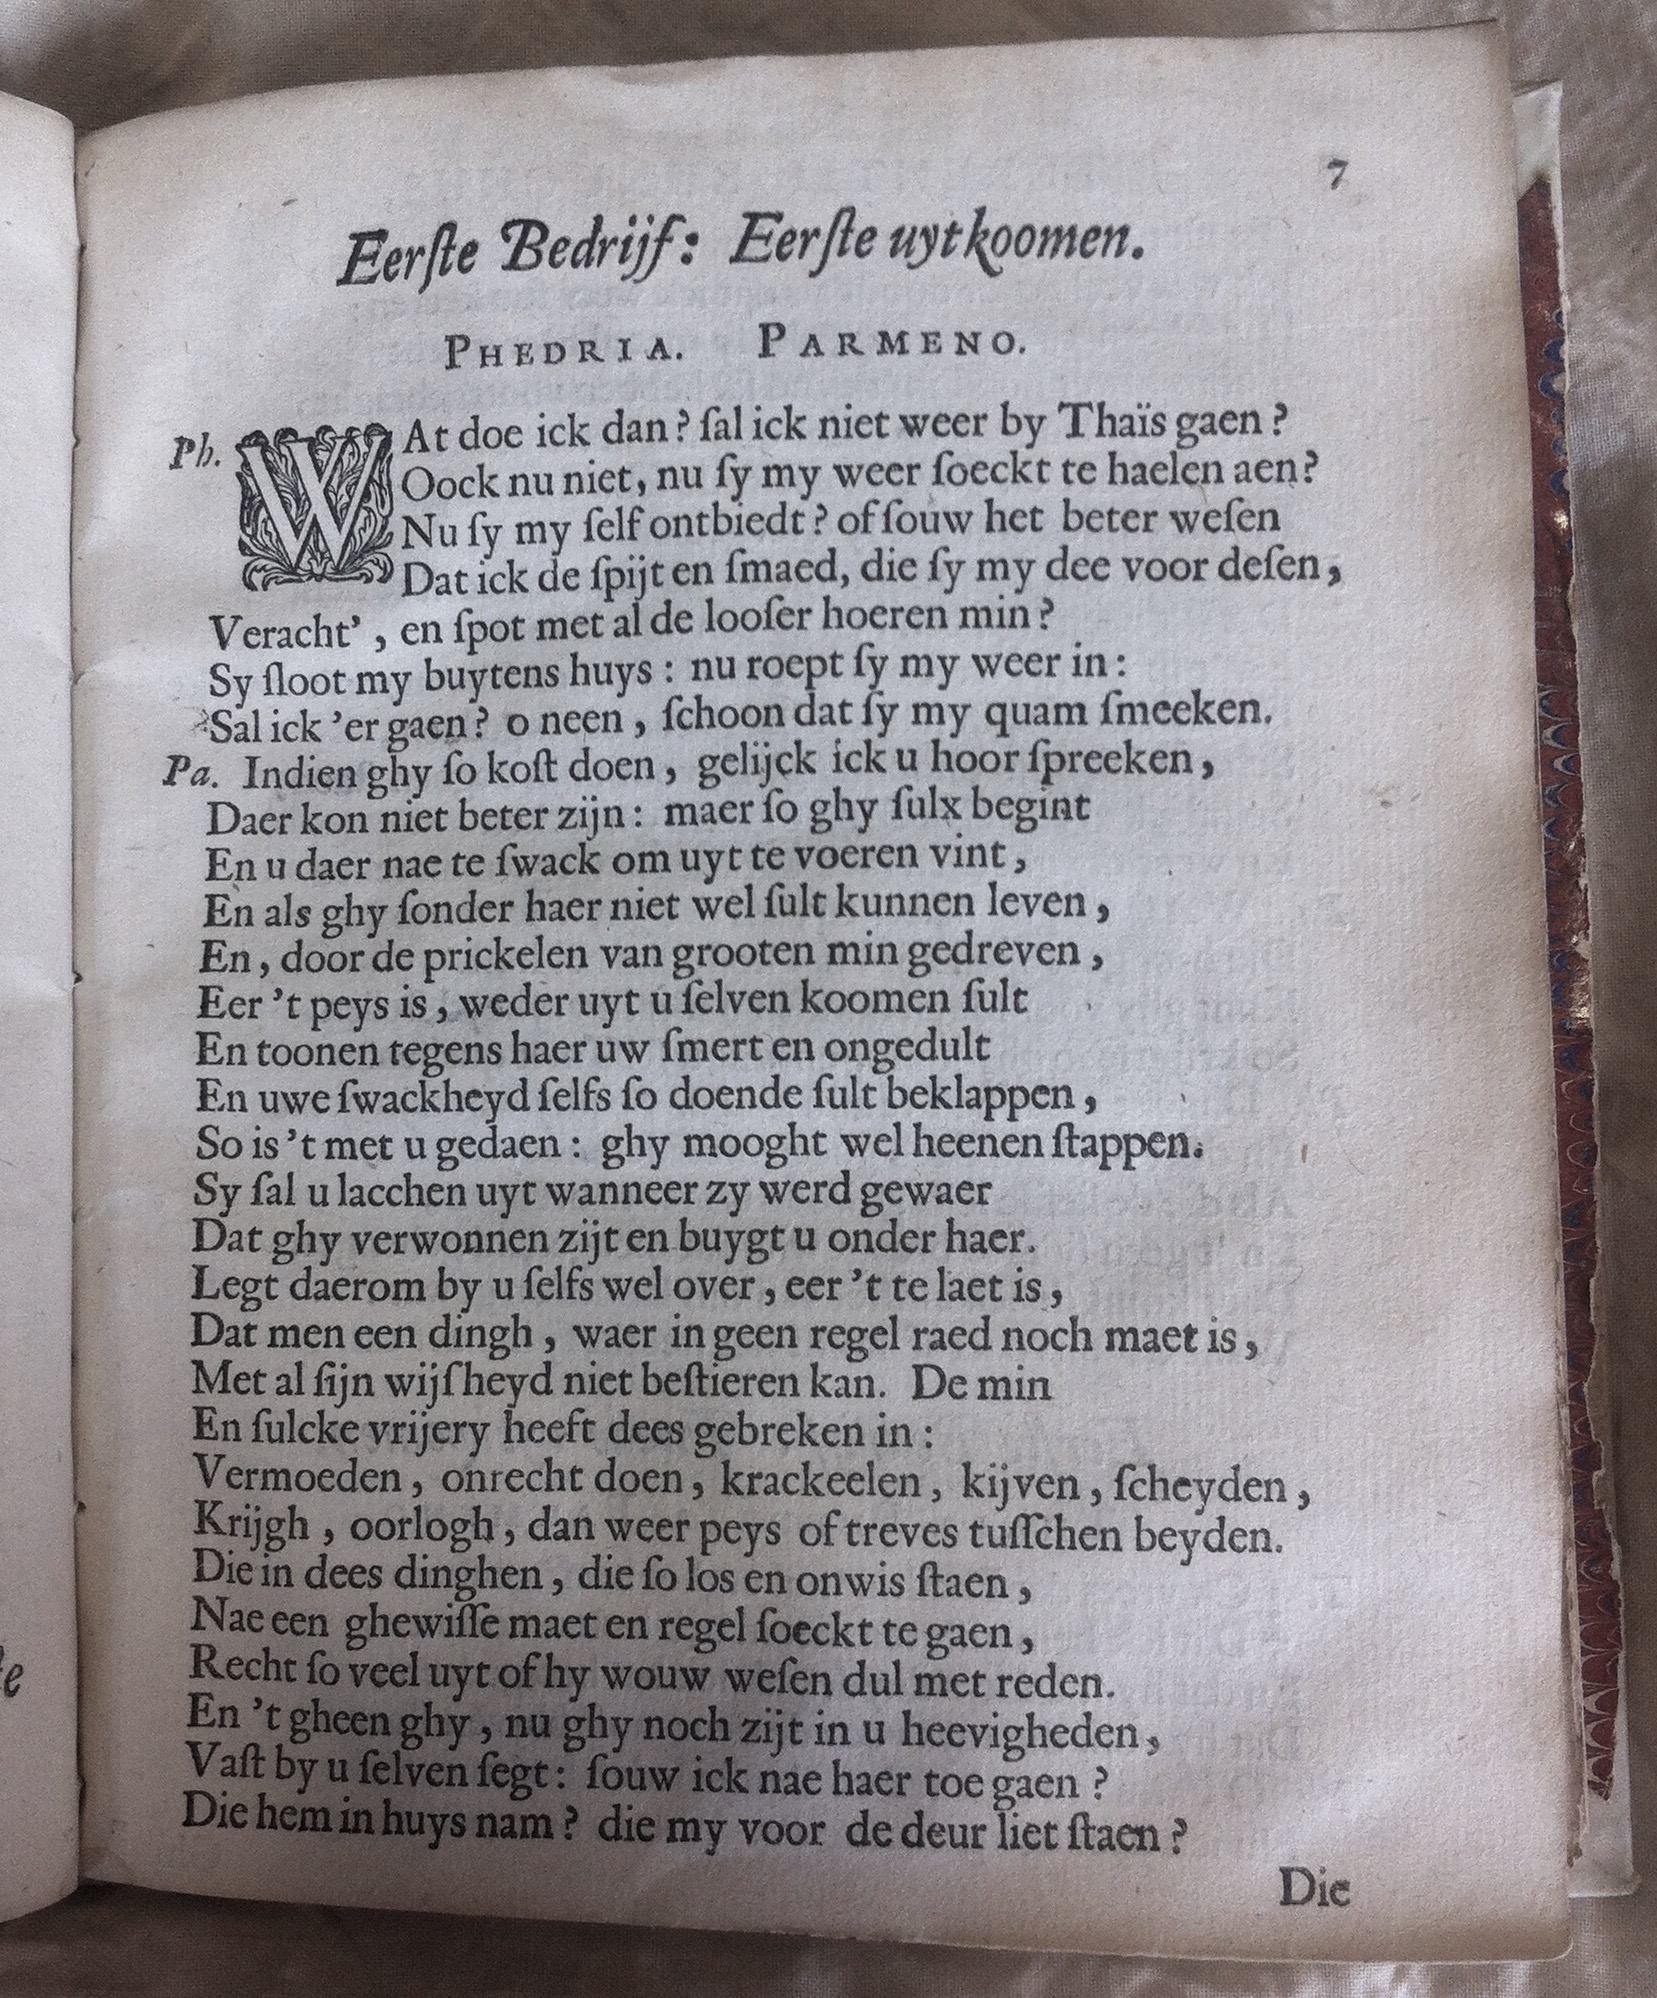 7
Eerſte Bedrijf: Eerſte uytkoomen.
PHEDRIA. PARMENO.
Ph. WAt doe ick dan? ſal ick niet weer by Thaïs gaen?
Oock nu niet, nu ſy my weer ſoeckt te haelen aen?
Nu ſy my ſelf ontbiedt? of ſouw het beter weſen
Dat ick de ſpijt en ſmaed, die ſy my dee voor deſen,
Veracht', en ſpot met al de looſer hoeren min?
Sy ſloot my buytens huys: nu roept ſy my weer in:
Sal ick 'er gaen? o neen, ſchoon dat ſy my quam ſmeeken.
Pa. Indien ghy ſo koſt doen, gelijck ick u hoor ſpreeken,
Daer kon niet beter zijn: maer ſo ghy ſulx begint
En u daer nae te ſwack om uyt te voeren vint,
En als ghy ſonder haer niet wel ſult kunnen leven,
En, door de prickelen van grooten min gedreven,
Eer 't peys is, weder uyt u ſelven koomen ſult
En toonen tegens haer uw ſmert en ongedult
En uwe ſwackheyd ſelfs ſo doende ſult beklappen,
So is 't met u gedaen: ghy mooght wel heenen ſtappen.
Sy ſal u lacchen uyt wanneer zy werd gewaer
Dat ghy verwonnen zijt en buygt u onder haer.
Legt daerom by u ſelfs wel over, eer 't te laet is,
Dat men een dingh, waer in geen regel raed noch maet is,
Met al ſijn wijſheyd niet beſtieren kan. De min
En ſulcke vrijery heeft dees gebreken in:
Vermoeden, onrecht doen, krackeelen, kijven, ſcheyden,
Krijgh, oorlogh, dan weer peys of treves tuſſchen beyden.
Die in dees dinghen, die ſo los en onwis ſtaen,
Nae een ghewiſſe maet en regel ſoeckt te gaen,
Recht ſo veel uyt of hy wouw weſen dul met reden.
En 't gheen ghy, nu ghy noch zijt in u heevigheden,
Vaſt by u ſelven ſegt: ſouw ick nae haer toe gaen?
Die hem in huys nam? die my voor de deur liet ſtaen?
Die